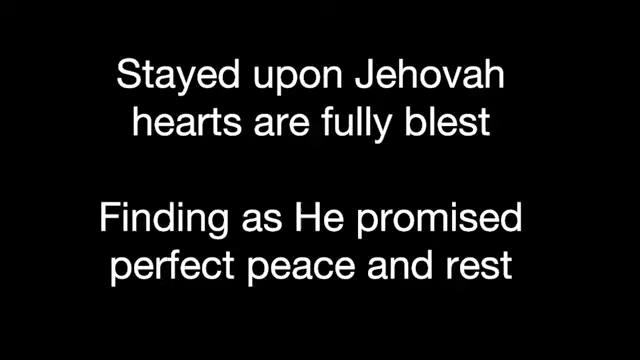 Stayed upon Jehovah
hearts are fully blest
Finding as He promised
perfect peace and rest